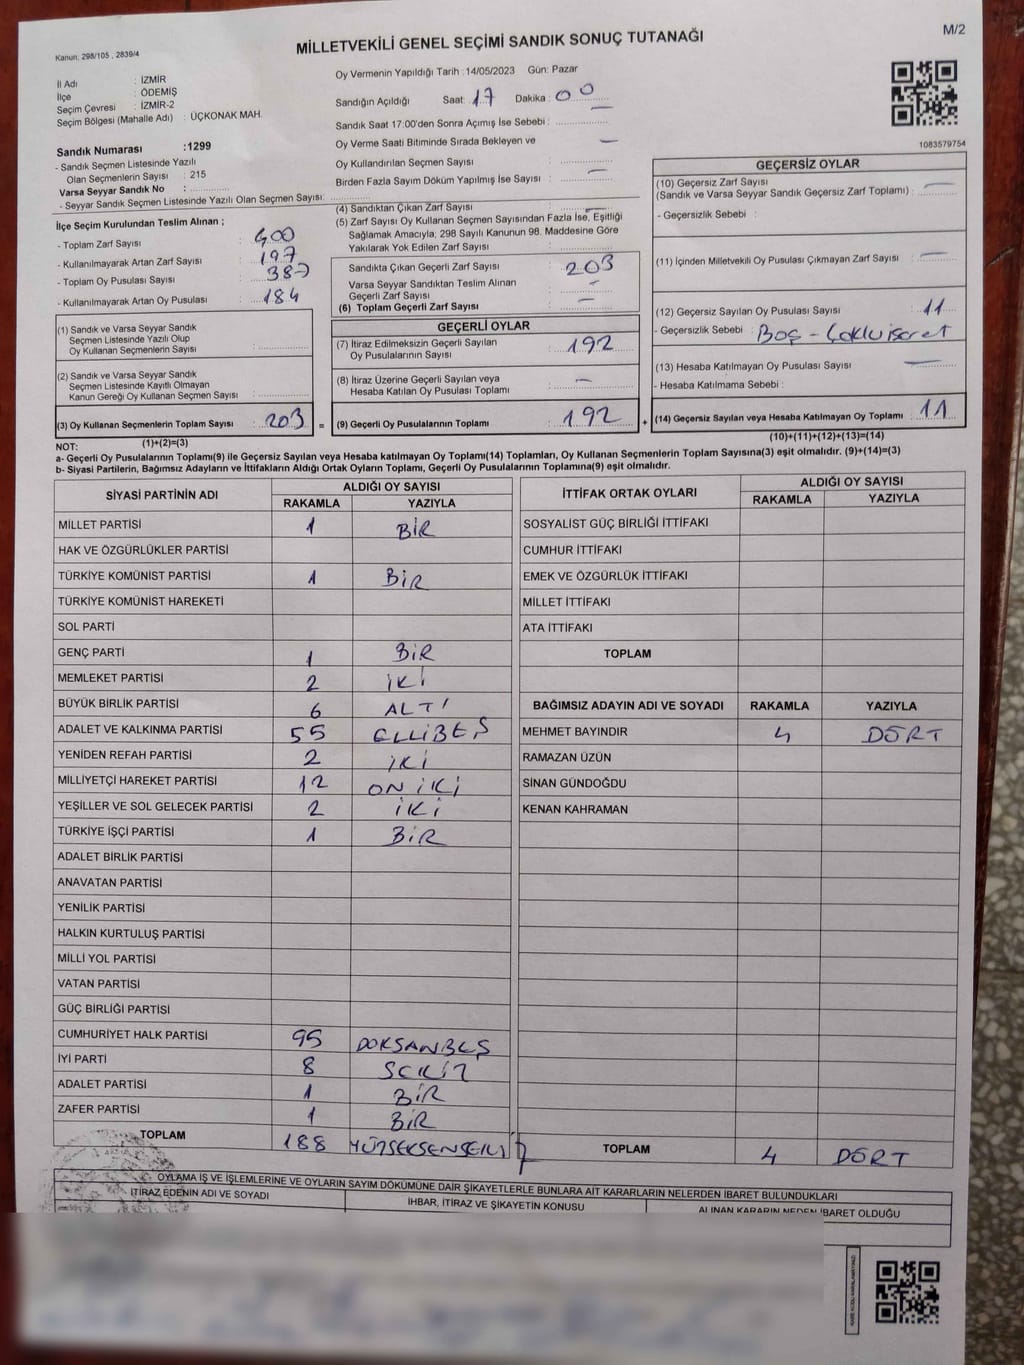 Kanun: 298/105 , 2839/4
MİLLETVEKİLİ GENEL SEÇİMİ SANDIK SONUÇ TUTANAĞI
M/2
İl Adı : İZMİR
İlçe : ÖDEMİŞ
Seçim Çevresi : İZMİR-2
Seçim Bölgesi (Mahalle Adı) : ÜÇKONAK MAH.
Sandık Numarası :1299
- Sandık Seçmen Listesinde Yazılı
Olan Seçmenlerin Sayısı : 215
Varsa Seyyar Sandık No :
- Seyyar Sandık Seçmen Listesinde Yazılı Olan Seçmen Sayısı:
Oy Vermenin Yapıldığı Tarih :14/05/2023 Gün: Pazar
Sandığın Açıldığı Saat: 17 Dakika : 00
Sandık Saat 17:00'den Sonra Açımış İse Sebebi : —
Oy Verme Saati Bitiminde Sırada Bekleyen ve —
Oy Kullandırılan Seçmen Sayısı
Birden Fazla Sayım Döküm Yapılmış İse Sayısı : —
1083579754
İlçe Seçim Kurulundan Teslim Alınan ;
- Toplam Zarf Sayısı : 400
- Kullanılmayarak Artan Zarf Sayısı : 197
- Toplam Oy Pusulası Sayısı : 387
- Kullanılmayarak Artan Oy Pusulası : 184
(1) Sandık ve Varsa Seyyar Sandık
Seçmen Listesinde Yazılı Olup
Oy Kullanan Seçmenlerin Sayısı :
(2) Sandık ve Varsa Seyyar Sandık
Seçmen Listesinde Kayıtlı Olmayan
Kanun Gereği Oy Kullanan Seçmen Sayısı :
(3) Oy Kullanan Seçmenlerin Toplam Sayısı : 203
(1)+(2)=(3)
(4) Sandıktan Çıkan Zarf Sayısı : —
(5) Zarf Sayısı Oy Kullanan Seçmen Sayısından Fazla İse, Eşitliği
Sağlamak Amacıyla; 298 Sayılı Kanunun 98. Maddesine Göre
Yakılarak Yok Edilen Zarf Sayısı :
Sandıkta Çıkan Geçerli Zarf Sayısı : 203
Varsa Seyyar Sandıktan Teslim Alınan
Geçerli Zarf Sayısı : —
(6) Toplam Geçerli Zarf Sayısı : —
GEÇERLİ OYLAR
(7) İtiraz Edilmeksizin Geçerli Sayılan
Oy Pusulalarının Sayısı : 192
(8) İtiraz Üzerine Geçerli Sayılan veya
Hesaba Katılan Oy Pusulası Toplamı : —
= (9) Geçerli Oy Pusulalarının Toplamı : 192 +
GEÇERSİZ OYLAR
(10) Geçersiz Zarf Sayısı
(Sandık ve Varsa Seyyar Sandık Geçersiz Zarf Toplamı) : —
- Geçersizlik Sebebi :
(11) İçinden Milletvekili Oy Pusulası Çıkmayan Zarf Sayısı : —
(12) Geçersiz Sayılan Oy Pusulası Sayısı : 11
- Geçersizlik Sebebi : Boş - Çoklu işaret
(13) Hesaba Katılmayan Oy Pusulası Sayısı : —
- Hesaba Katılmama Sebebi :
(14) Geçersiz Sayılan veya Hesaba Katılmayan Oy Toplamı : 11
(10)+(11)+(12)+(13)=(14)
NOT:
a- Geçerli Oy Pusulalarının Toplamı(9) ile Geçersiz Sayılan veya Hesaba katılmayan Oy Toplamı(14) Toplamları, Oy Kullanan Seçmenlerin Toplam Sayısına(3) eşit olmalıdır. (9)+(14)=(3)
b- Siyasi Partilerin, Bağımsız Adayların ve İttifakların Aldığı Ortak Oyların Toplamı, Geçerli Oy Pusulalarının Toplamına(9) eşit olmalıdır.
SİYASİ PARTİNİN ADI ALDIĞI OY SAYISI
RAKAMLA YAZIYLA
MİLLET PARTİSİ 1 BİR
HAK VE ÖZGÜRLÜKLER PARTİSİ
TÜRKİYE KOMÜNİST PARTİSİ 1 BİR
TÜRKİYE KOMÜNİST HAREKETİ
SOL PARTİ
GENÇ PARTİ 1 BİR
MEMLEKET PARTİSİ 2 İKİ
BÜYÜK BİRLİK PARTİSİ 6 ALTI
ADALET VE KALKINMA PARTİSİ 55 ELLİBEŞ
YENİDEN REFAH PARTİSİ 2 İKİ
MİLLİYETÇİ HAREKET PARTİSİ 12 ON İKİ
YEŞİLLER VE SOL GELECEK PARTİSİ 2 İKİ
TÜRKİYE İŞÇİ PARTİSİ 1 BİR
ADALET BİRLİK PARTİSİ
ANAVATAN PARTİSİ
YENİLİK PARTİSİ
HALKIN KURTULUŞ PARTİSİ
MİLLİ YOL PARTİSİ
VATAN PARTİSİ
GÜÇ BİRLİĞİ PARTİSİ
CUMHURİYET HALK PARTİSİ 95 DOKSANBEŞ
İYİ PARTİ 8 SEKİZ
ADALET PARTİSİ 1 BİR
ZAFER PARTİSİ 1 BİR
TOPLAM 188 YÜZSEKSENSEKİZ
İTTİFAK ORTAK OYLARI ALDIĞI OY SAYISI
RAKAMLA YAZIYLA
SOSYALİST GÜÇ BİRLİĞİ İTTİFAKI
CUMHUR İTTİFAKI
EMEK VE ÖZGÜRLÜK İTTİFAKI
MİLLET İTTİFAKI
ATA İTTİFAKI
TOPLAM
BAĞIMSIZ ADAYIN ADI VE SOYADI RAKAMLA YAZIYLA
MEHMET BAYINDIR 4 DÖRT
RAMAZAN ÜZÜN
SİNAN GÜNDOĞDU
KENAN KAHRAMAN
TOPLAM 4 DÖRT
OYLAMA İŞ VE İŞLEMLERİNE VE OYLARIN SAYIM DÖKÜMÜNE DAİR ŞİKAYETLERLE BUNLARA AİT KARARLARIN NELERDEN İBARET BULUNDUKLARI
İTİRAZ EDENİN ADI VE SOYADI İHBAR, İTİRAZ VE ŞİKAYETİN KONUSU ALINAN KARARIN NEDEN İBARET OLDUĞU